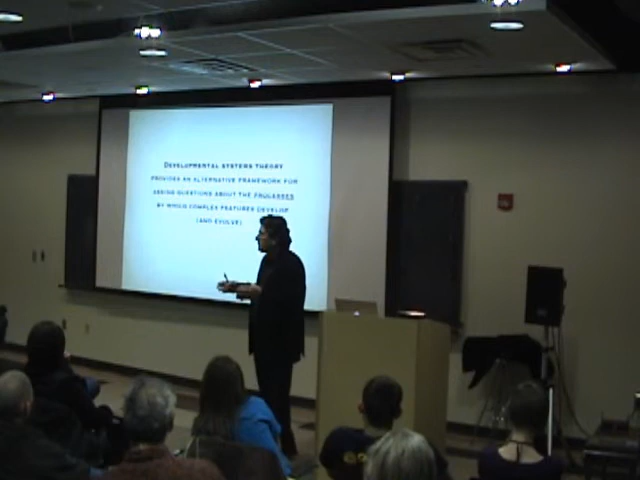 DEVELOPMENTAL SYSTEMS THEORY
PROVIDES AN ALTERNATIVE FRAMEWORK FOR
ASKING QUESTIONS ABOUT THE PROCESSES
BY WHICH COMPLEX FEATURES DEVELOP
(AND EVOLVE)